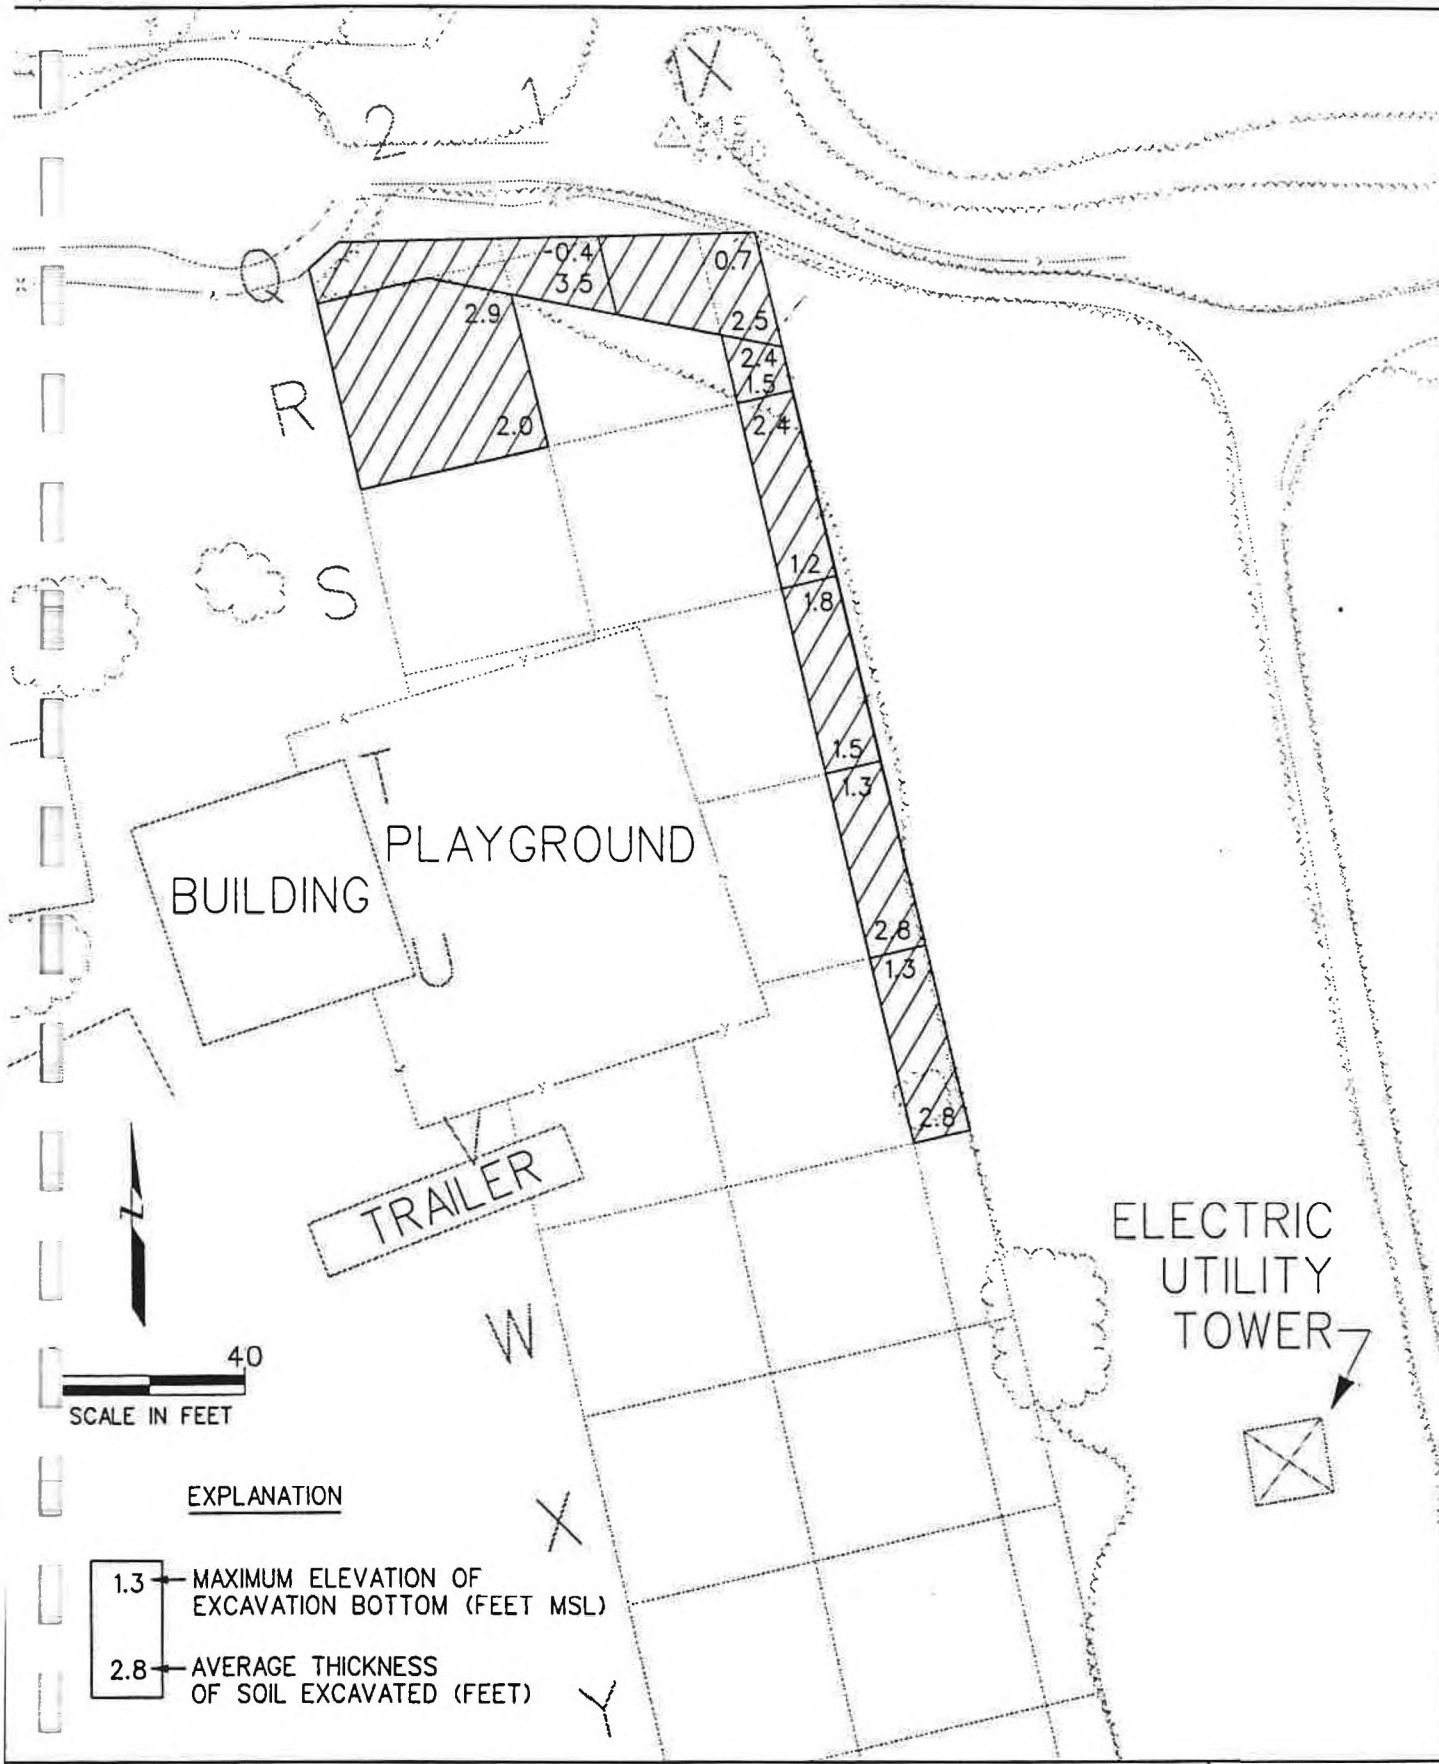 2
1
1X
Q
-0.4
3.5
0.7
2.5
2.9
2.0
2.4
1.5
R
2.4
1.2
S
1.8
1.5
T
1.3
PLAYGROUND
BUILDING
2.8
U
1.3
2.8
V
TRAILER
Z
ELECTRIC
UTILITY
TOWER
W
40
SCALE IN FEET
EXPLANATION
X
1.3
MAXIMUM ELEVATION OF
EXCAVATION BOTTOM (FEET MSL)
2.8
AVERAGE THICKNESS
OF SOIL EXCAVATED (FEET)
Y